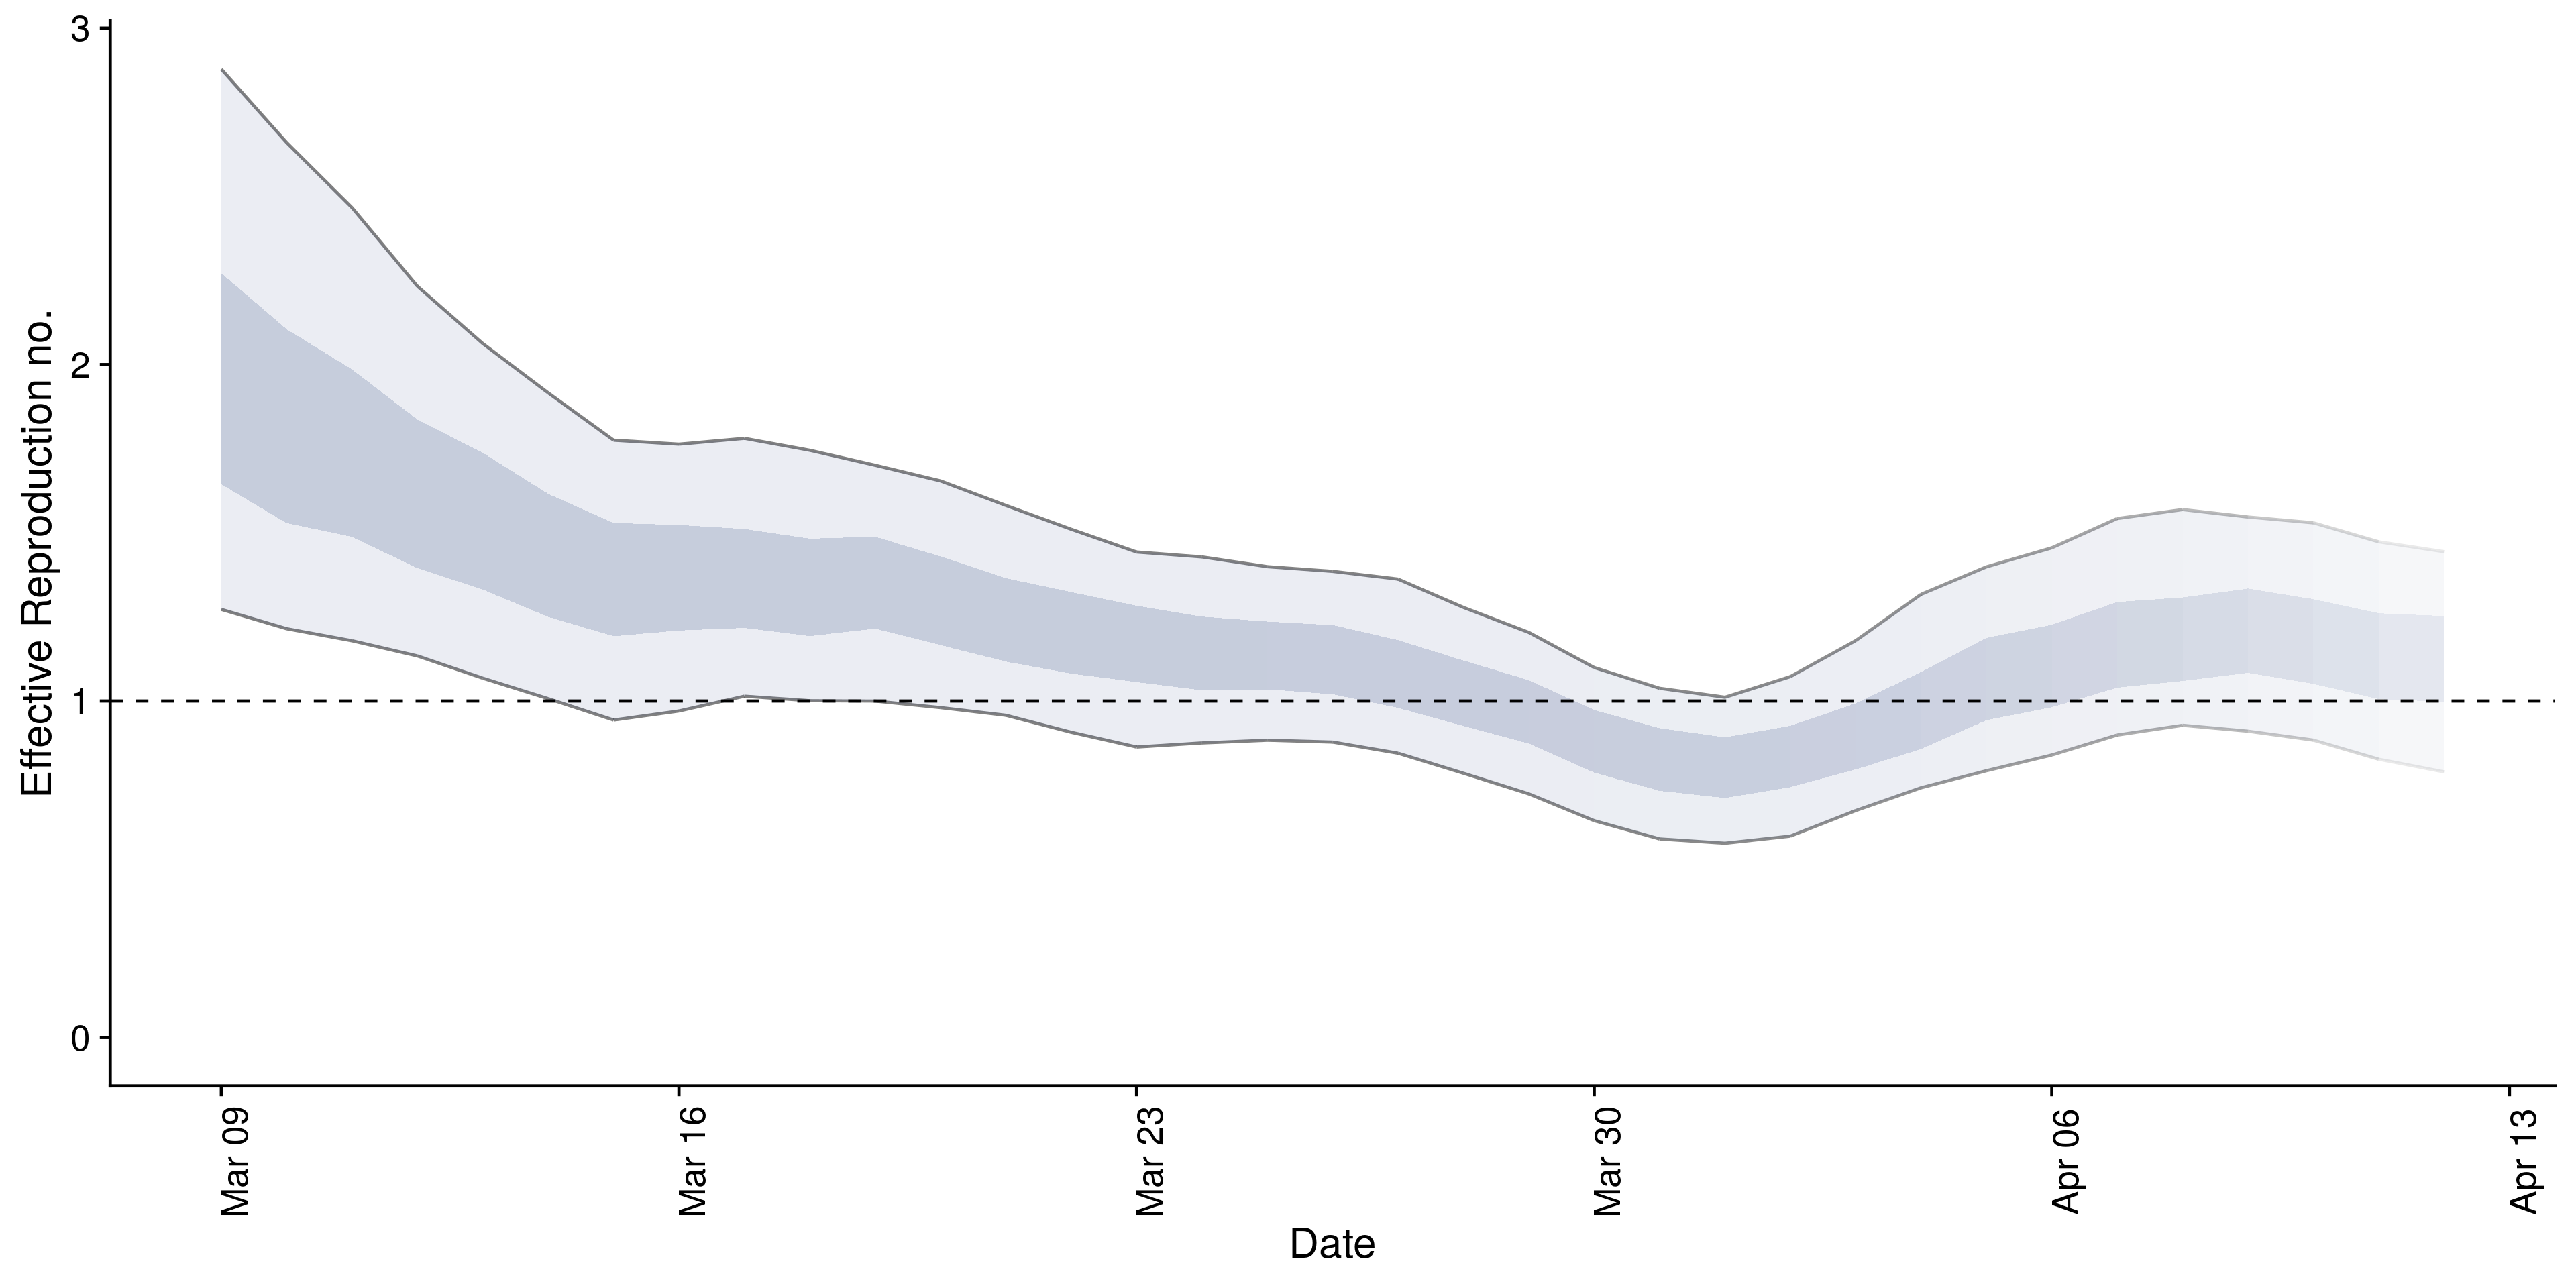 Effective Reproduction no.
3
2
1
0
Mar 09
Mar 16
Mar 23
Mar 30
Apr 06
Apr 13
Date